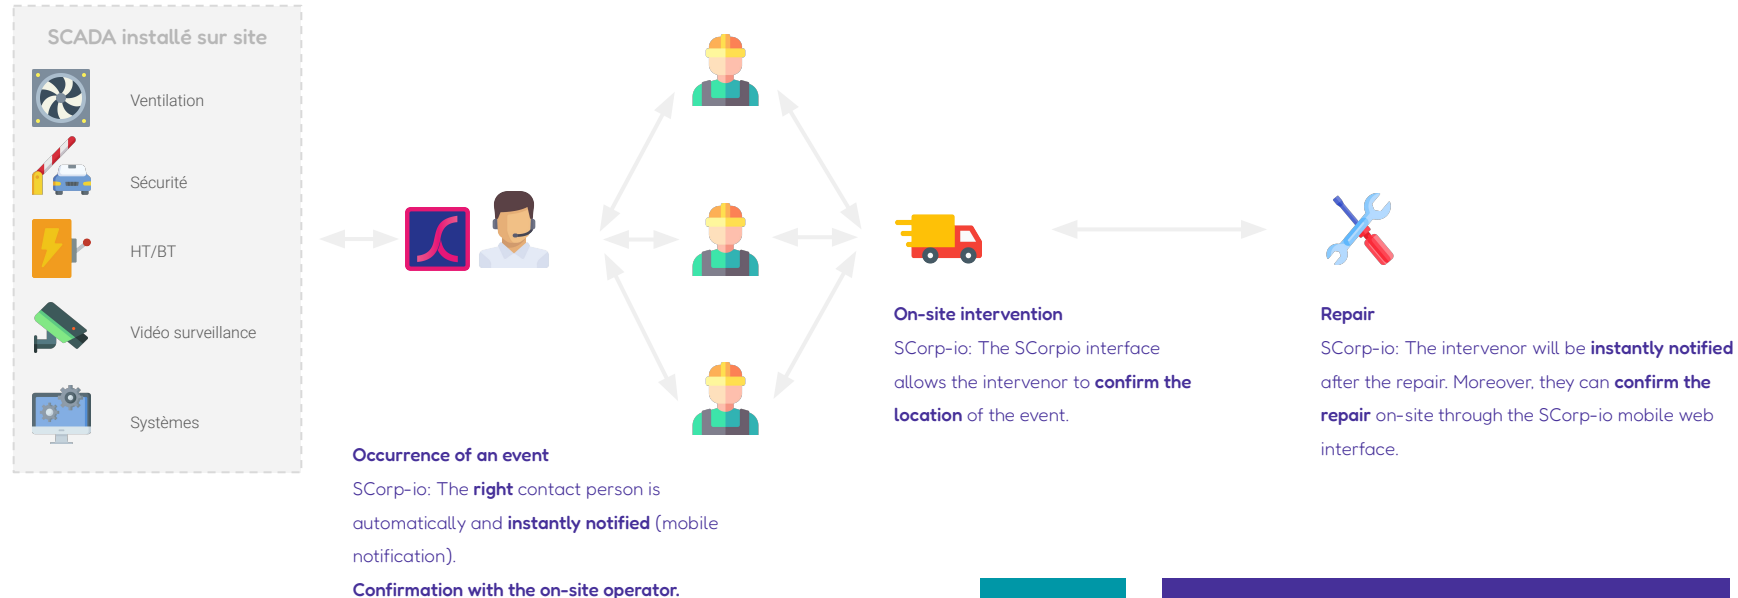 SCADA installé sur site
Ventilation
Sécurité
HT/BT
Vidéo surveillance
Systèmes
Occurrence of an event
SCorp-io: The right contact person is
automatically and instantly notified (mobile
notification).
Confirmation with the on-site operator.
On-site intervention
SCorp-io: The SCorpio interface
allows the intervenor to confirm the
location of the event.
Repair
SCorp-io: The intervenor will be instantly notified
after the repair. Moreover, they can confirm the
repair on-site through the SCorp-io mobile web
interface.